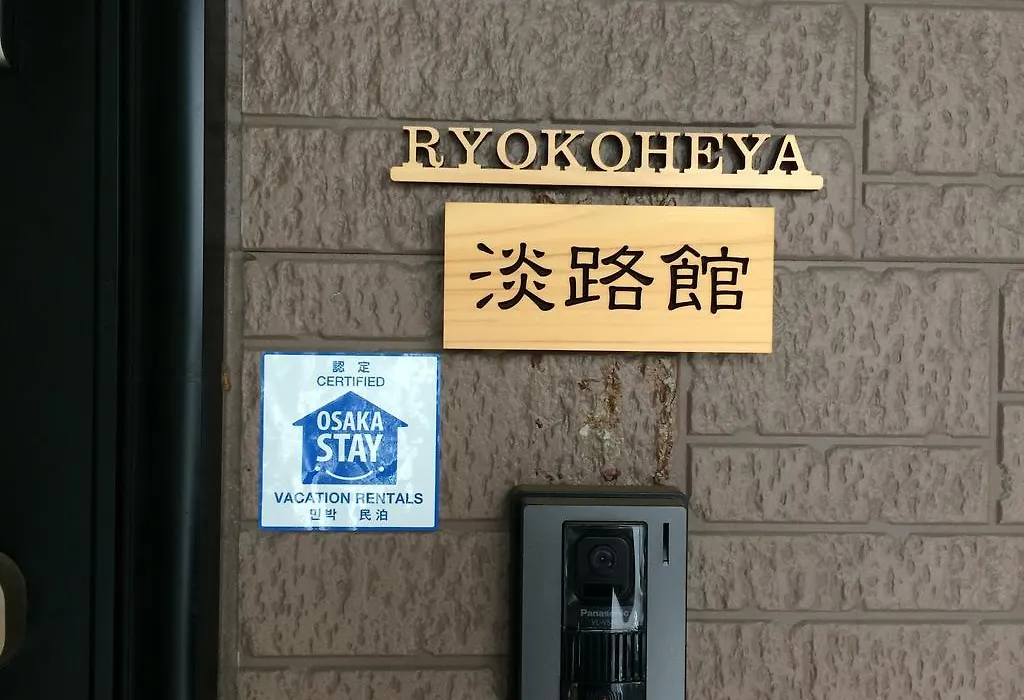 RYOKOHEYA
淡路館
認 定
CERTIFIED
OSAKA
STAY
VACATION RENTALS
민박 民泊
Panasonic